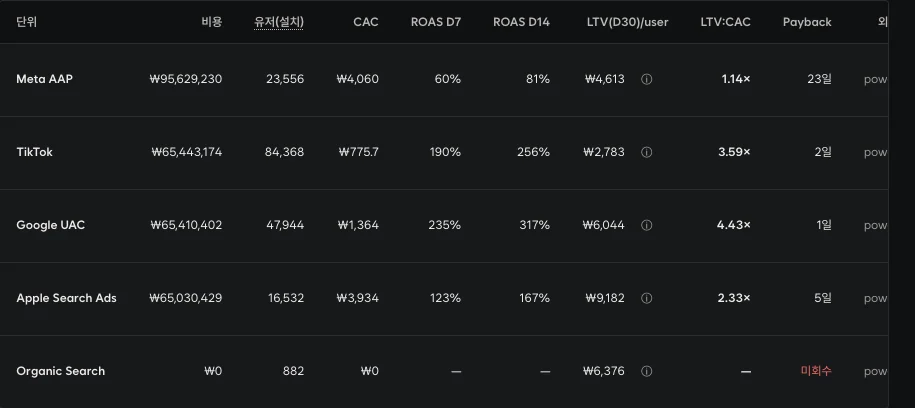 단위 비용 유저(설치) CAC ROAS D7 ROAS D14 LTV(D30)/user LTV:CAC Payback 외
Meta AAP ₩95,629,230 23,556 ₩4,060 60% 81% ₩4,613 ⓘ 1.14× 23일 pow
TikTok ₩65,443,174 84,368 ₩775.7 190% 256% ₩2,783 ⓘ 3.59× 2일 pow
Google UAC ₩65,410,402 47,944 ₩1,364 235% 317% ₩6,044 ⓘ 4.43× 1일 pow
Apple Search Ads ₩65,030,429 16,532 ₩3,934 123% 167% ₩9,182 ⓘ 2.33× 5일 pow
Organic Search ₩0 882 ₩0 — — ₩6,376 ⓘ — 미회수 pow